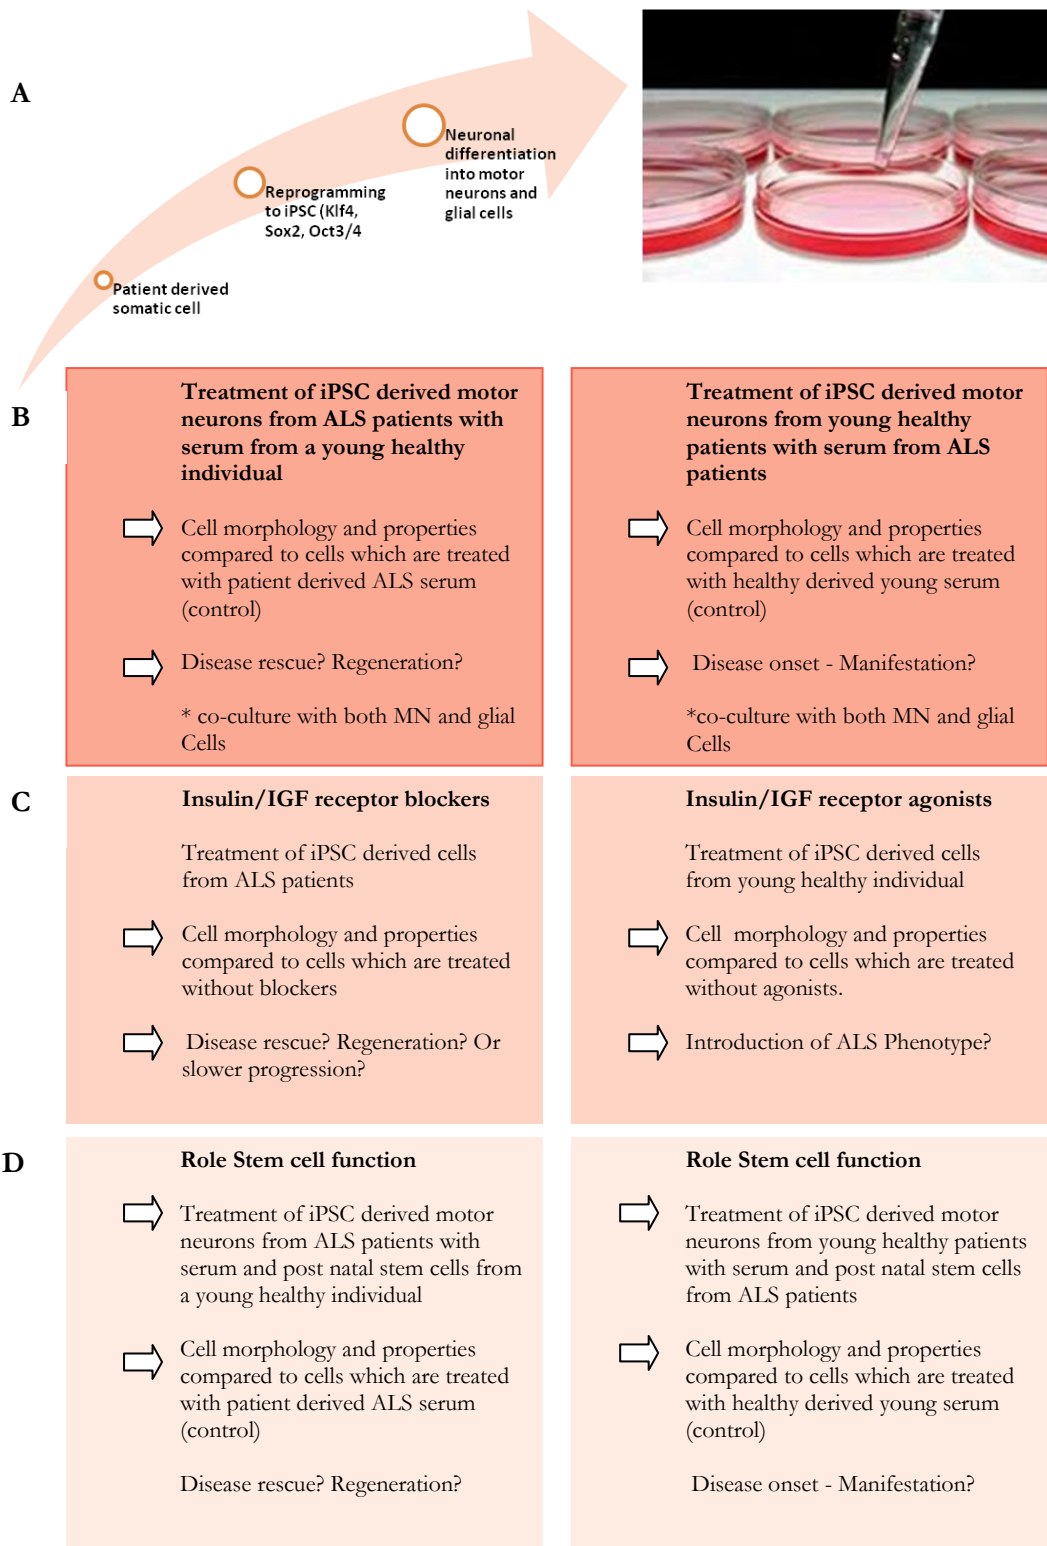 A
Patient derived
somatic cell
Reprogramming
to iPSC (Klf4,
Sox2, Oct3/4
Neuronal
differentiation
into motor
neurons and
glial cells
B
Treatment of iPSC derived motor
neurons from ALS patients with
serum from a young healthy
individual
Cell morphology and properties
compared to cells which are treated
with patient derived ALS serum
(control)
Disease rescue? Regeneration?
* co-culture with both MN and glial
Cells
Treatment of iPSC derived motor
neurons from young healthy
patients with serum from ALS
patients
Cell morphology and properties
compared to cells which are treated
with healthy derived young serum
(control)
Disease onset - Manifestation?
*co-culture with both MN and glial
Cells
C
Insulin/IGF receptor blockers
Treatment of iPSC derived cells
from ALS patients
Cell morphology and properties
compared to cells which are treated
without blockers
Disease rescue? Regeneration? Or
slower progression?
Insulin/IGF receptor agonists
Treatment of iPSC derived cells
from young healthy individual
Cell morphology and properties
compared to cells which are treated
without agonists.
Introduction of ALS Phenotype?
D
Role Stem cell function
Treatment of iPSC derived motor
neurons from ALS patients with
serum and post natal stem cells from
a young healthy individual
Cell morphology and properties
compared to cells which are treated
with patient derived ALS serum
(control)
Disease rescue? Regeneration?
Role Stem cell function
Treatment of iPSC derived motor
neurons from young healthy patients
with serum and post natal stem cells
from ALS patients
Cell morphology and properties
compared to cells which are treated
with healthy derived young serum
(control)
Disease onset - Manifestation?